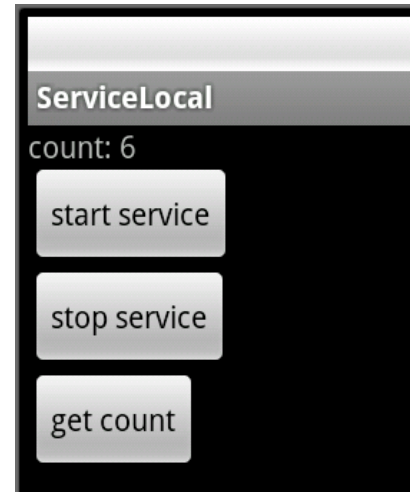 ServiceLocal
count: 6
start service
stop service
get count